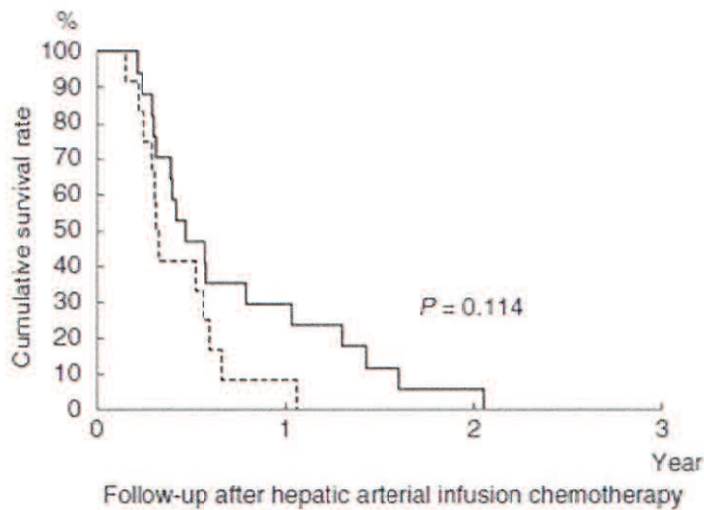 %
100
90
80
70
60
50
40
30
20
10
0
Cumulative survival rate
P = 0.114
0 1 2 3
Year
Follow-up after hepatic arterial infusion chemotherapy